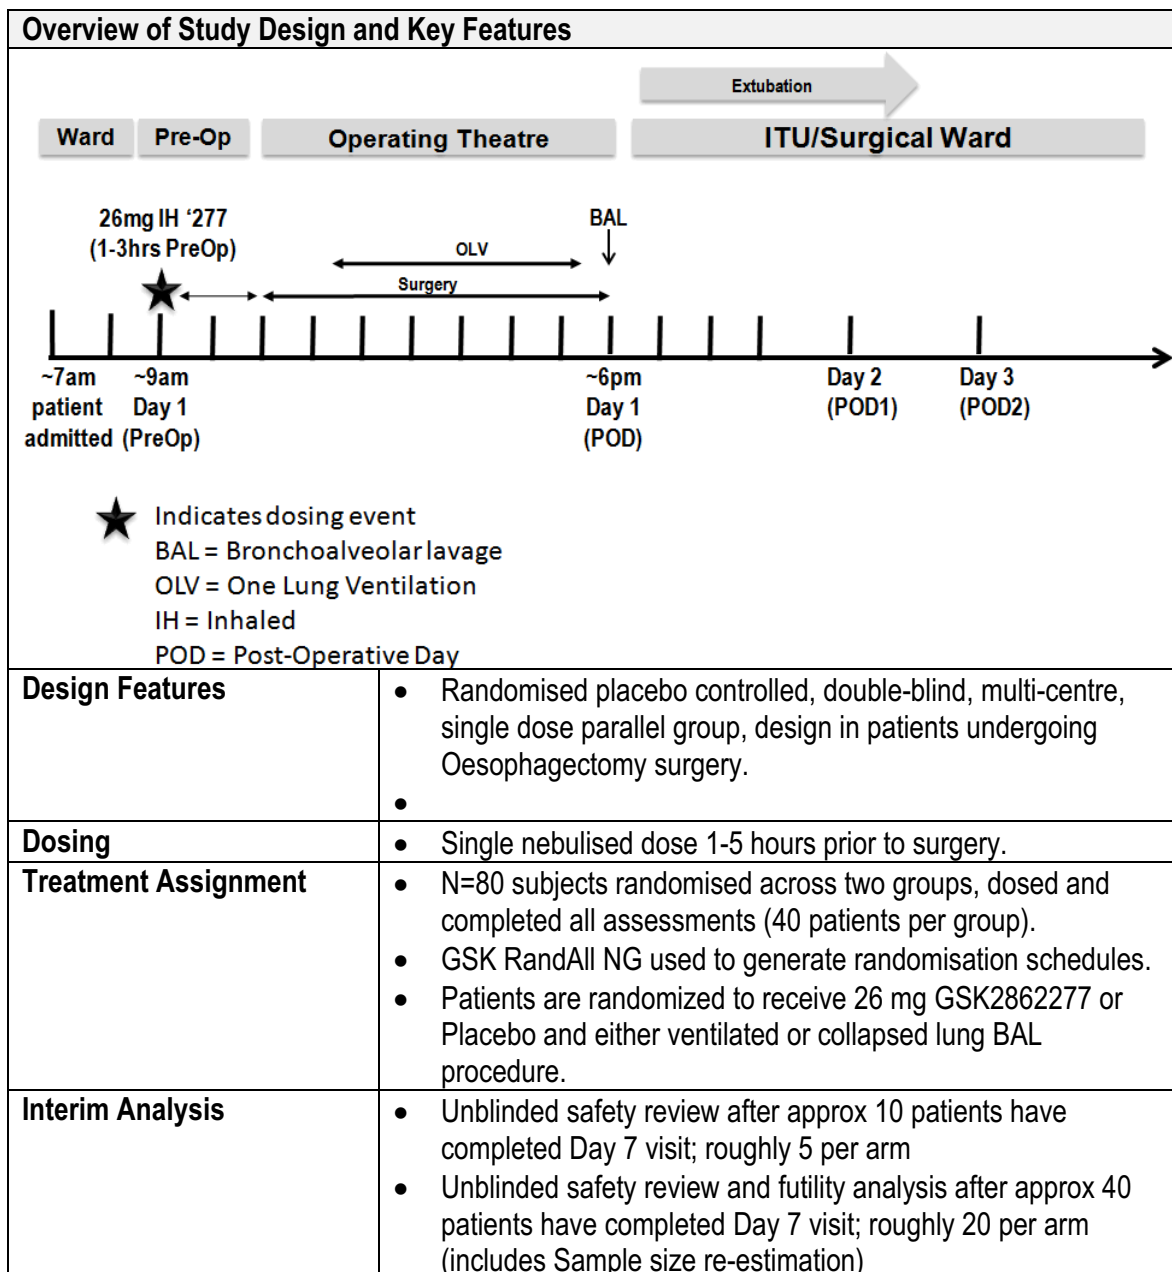 Overview of Study Design and Key Features
Extubation
Ward Pre-Op Operating Theatre ITU/Surgical Ward
26mg IH ‘277
(1-3hrs PreOp)
BAL
OLV
Surgery
~7am
patient
admitted
~9am
Day 1
(PreOp)
~6pm
Day 1
(POD)
Day 2
(POD1)
Day 3
(POD2)
Indicates dosing event
BAL = Bronchoalveolar lavage
OLV = One Lung Ventilation
IH = Inhaled
POD = Post-Operative Day
Design Features
• Randomised placebo controlled, double-blind, multi-centre,
single dose parallel group, design in patients undergoing
Oesophagectomy surgery.
•
Dosing
• Single nebulised dose 1-5 hours prior to surgery.
Treatment Assignment
• N=80 subjects randomised across two groups, dosed and
completed all assessments (40 patients per group).
• GSK RandAll NG used to generate randomisation schedules.
• Patients are randomized to receive 26 mg GSK2862277 or
Placebo and either ventilated or collapsed lung BAL
procedure.
Interim Analysis
• Unblinded safety review after approx 10 patients have
completed Day 7 visit; roughly 5 per arm
• Unblinded safety review and futility analysis after approx 40
patients have completed Day 7 visit; roughly 20 per arm
(includes Sample size re-estimation)